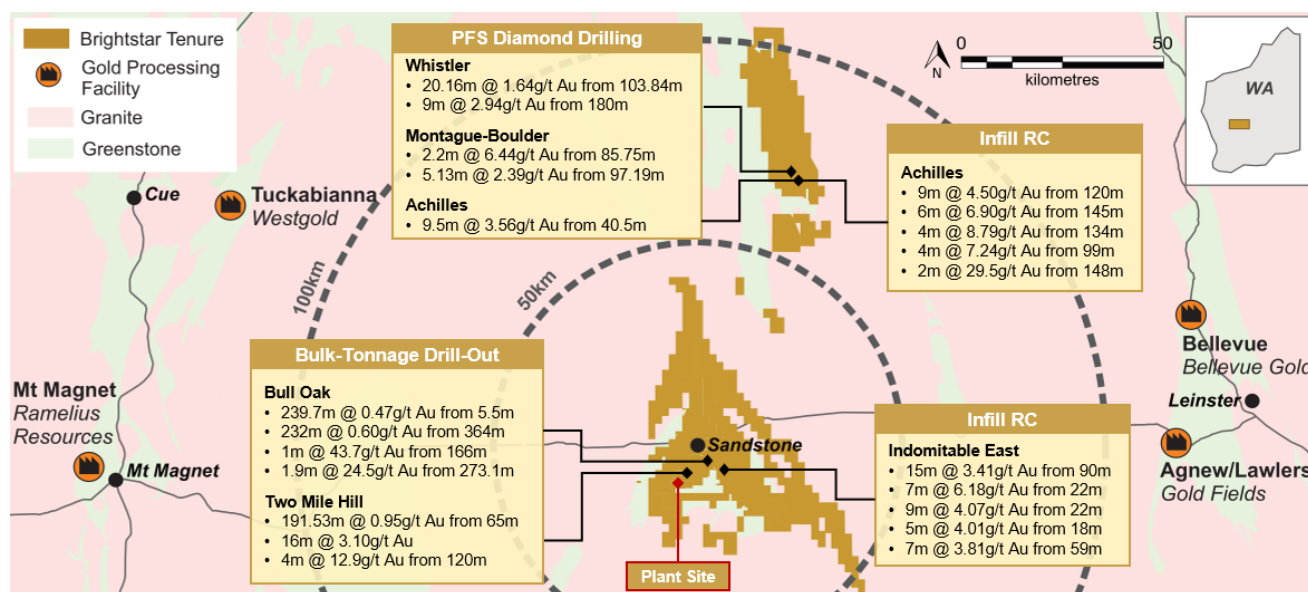 Brightstar Tenure
Gold Processing
Facility
Granite
Greenstone
PFS Diamond Drilling
Whistler
• 20.16m @ 1.64g/t Au from 103.84m
• 9m @ 2.94g/t Au from 180m
Montague-Boulder
• 2.2m @ 6.44g/t Au from 85.75m
• 5.13m @ 2.39g/t Au from 97.19m
Achilles
• 9.5m @ 3.56g/t Au from 40.5m
N
0
50
kilometres
WA
Infill RC
Achilles
• 9m @ 4.50g/t Au from 120m
• 6m @ 6.90g/t Au from 145m
• 4m @ 8.79g/t Au from 134m
• 4m @ 7.24g/t Au from 99m
• 2m @ 29.5g/t Au from 148m
Cue
Tuckabianna
Westgold
100km
50km
Bulk-Tonnage Drill-Out
Bull Oak
• 239.7m @ 0.47g/t Au from 5.5m
• 232m @ 0.60g/t Au from 364m
• 1m @ 43.7g/t Au from 166m
• 1.9m @ 24.5g/t Au from 273.1m
Two Mile Hill
• 191.53m @ 0.95g/t Au from 65m
• 16m @ 3.10g/t Au
• 4m @ 12.9g/t Au from 120m
Mt Magnet
Ramelius
Resources
Mt Magnet
Sandstone
Plant Site
Bellevue
Bellevue Gold
Leinster
Agnew/Lawlers
Gold Fields
Infill RC
Indomitable East
• 15m @ 3.41g/t Au from 90m
• 7m @ 6.18g/t Au from 22m
• 9m @ 4.07g/t Au from 22m
• 5m @ 4.01g/t Au from 18m
• 7m @ 3.81g/t Au from 59m